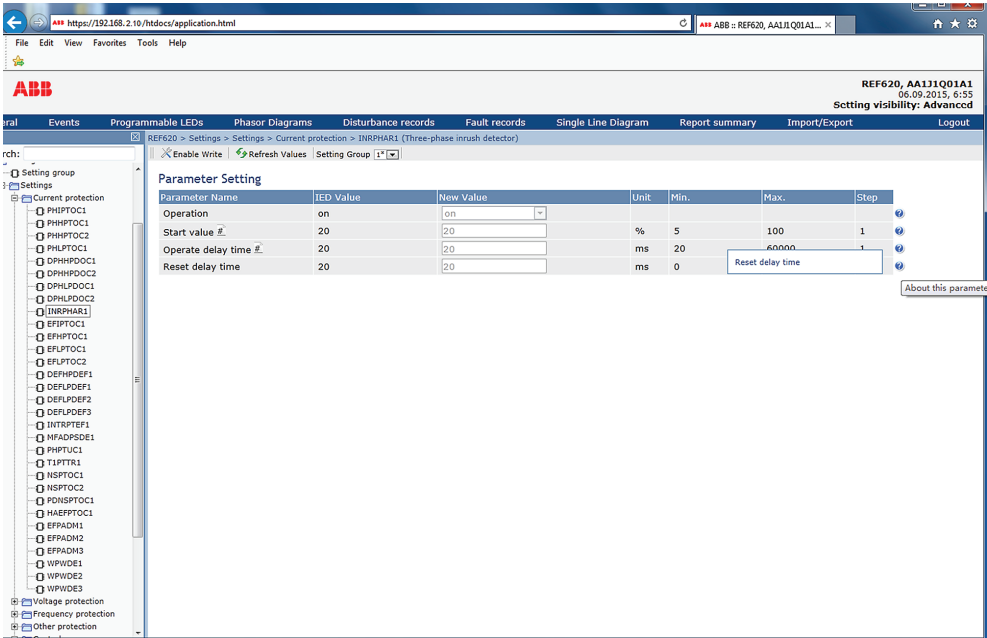 https://192.168.2.10/htdocs/application.html
ABB :: REF620, AA1J1Q01A1...
File Edit View Favorites Tools Help
ABB
REF620, AA1J1Q01A1
06.09.2015, 6:55
Setting visibility: Advanced
eral Events Programmable LEDs Phasor Diagrams Disturbance records Fault records Single Line Diagram Report summary Import/Export Logout
REF620 > Settings > Settings > Current protection > INRPHAR1 (Three-phase inrush detector)
rch:
Enable Write Refresh Values Setting Group 1*
Setting group
Settings
Current protection
PHIPTOC1
PHHPTOC1
PHHPTOC2
PHLPTOC1
DPHHPDOC1
DPHHPDOC2
DPHLPDOC1
DPHLPDOC2
INRPHAR1
EFIPTOC1
EFHPTOC1
EFLPTOC1
EFLPTOC2
DEFHPDEF1
DEFLPDEF1
DEFLPDEF2
DEFLPDEF3
INTRPTEF1
MFADPSDE1
PHPTUC1
T1PTTR1
NSPTOC1
NSPTOC2
PDNSPTOC1
HAEFPTOC1
EFPADM1
EFPADM2
EFPADM3
WPWDE1
WPWDE2
WPWDE3
Voltage protection
Frequency protection
Other protection
Parameter Setting
Parameter Name IED Value New Value Unit Min. Max. Step
Operation on on
Start value # 20 20 % 5 100 1
Operate delay time # 20 20 ms 20 60000 1
Reset delay time 20 20 ms 0
Reset delay time
About this paramete